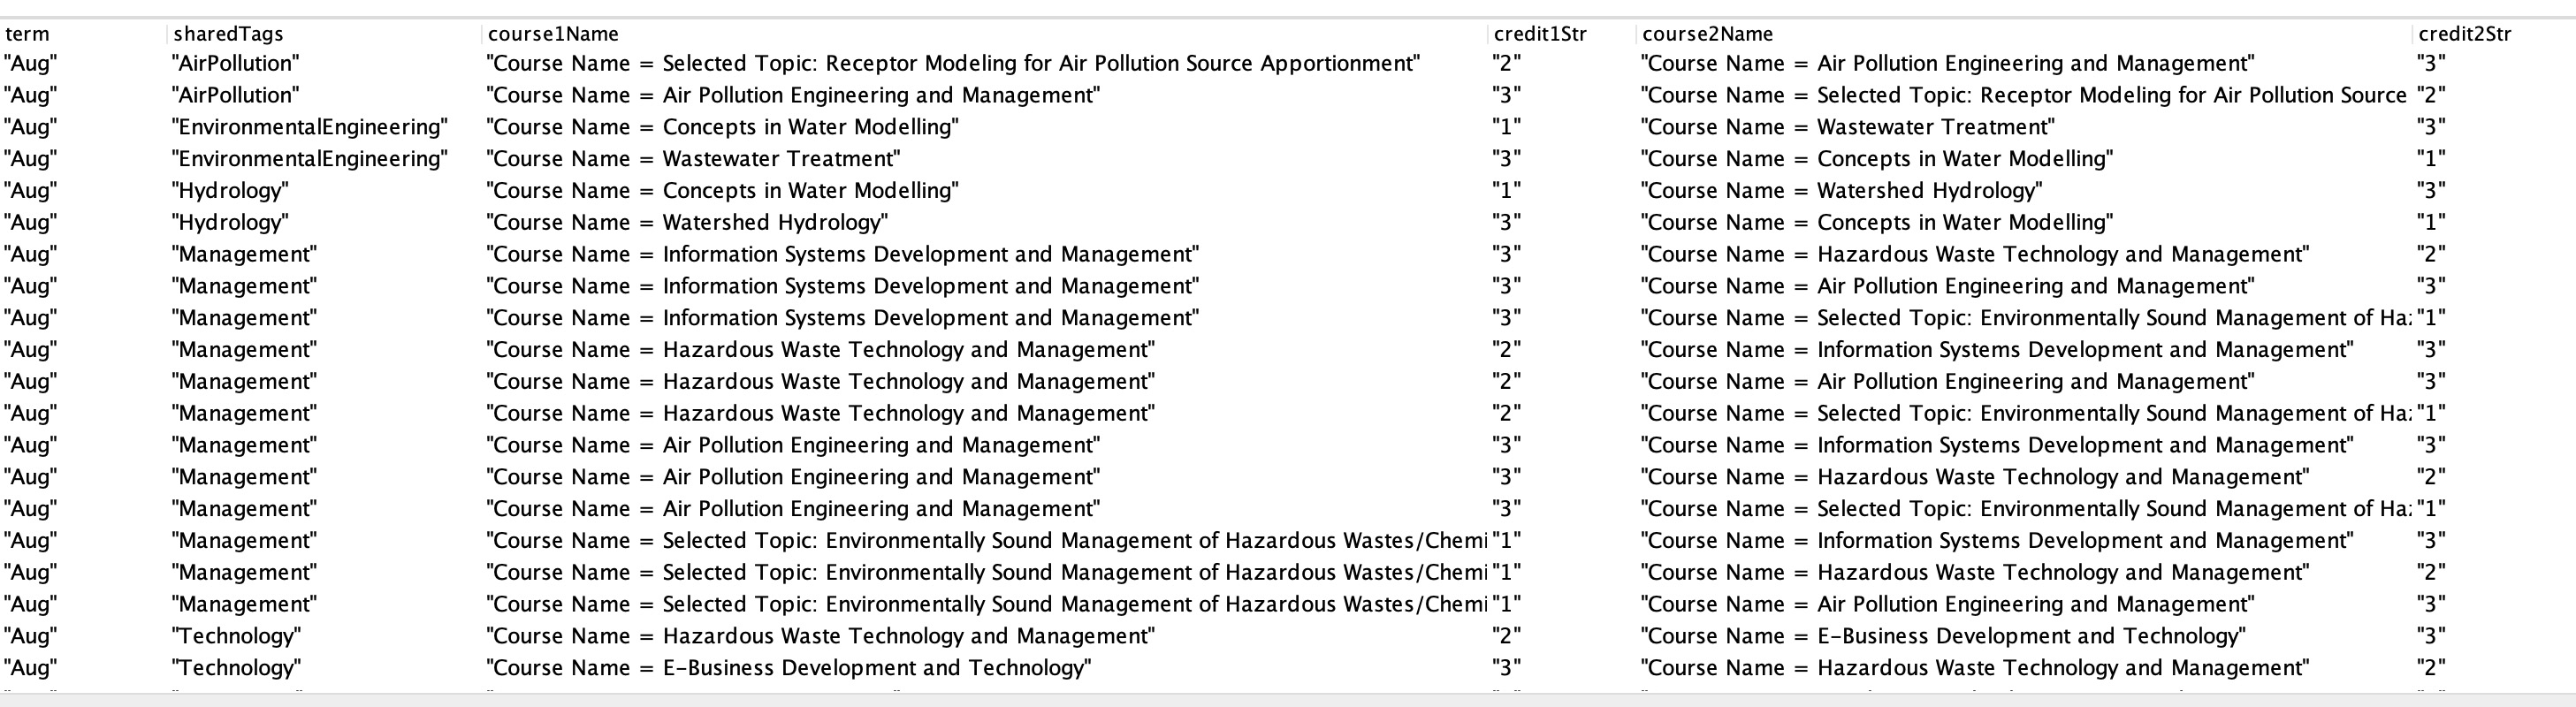 term sharedTags course1Name credit1Str course2Name credit2Str
"Aug" "AirPollution" "Course Name = Selected Topic: Receptor Modeling for Air Pollution Source Apportionment" "2" "Course Name = Air Pollution Engineering and Management" "3"
"Aug" "AirPollution" "Course Name = Air Pollution Engineering and Management" "3" "Course Name = Selected Topic: Receptor Modeling for Air Pollution Source "2"
"Aug" "EnvironmentalEngineering" "Course Name = Concepts in Water Modelling" "1" "Course Name = Wastewater Treatment" "3"
"Aug" "EnvironmentalEngineering" "Course Name = Wastewater Treatment" "3" "Course Name = Concepts in Water Modelling" "1"
"Aug" "Hydrology" "Course Name = Concepts in Water Modelling" "1" "Course Name = Watershed Hydrology" "3"
"Aug" "Hydrology" "Course Name = Watershed Hydrology" "3" "Course Name = Concepts in Water Modelling" "1"
"Aug" "Management" "Course Name = Information Systems Development and Management" "3" "Course Name = Hazardous Waste Technology and Management" "2"
"Aug" "Management" "Course Name = Information Systems Development and Management" "3" "Course Name = Air Pollution Engineering and Management" "3"
"Aug" "Management" "Course Name = Information Systems Development and Management" "3" "Course Name = Selected Topic: Environmentally Sound Management of Ha "1"
"Aug" "Management" "Course Name = Hazardous Waste Technology and Management" "2" "Course Name = Information Systems Development and Management" "3"
"Aug" "Management" "Course Name = Hazardous Waste Technology and Management" "2" "Course Name = Air Pollution Engineering and Management" "3"
"Aug" "Management" "Course Name = Hazardous Waste Technology and Management" "2" "Course Name = Selected Topic: Environmentally Sound Management of Ha "1"
"Aug" "Management" "Course Name = Air Pollution Engineering and Management" "3" "Course Name = Information Systems Development and Management" "3"
"Aug" "Management" "Course Name = Air Pollution Engineering and Management" "3" "Course Name = Hazardous Waste Technology and Management" "2"
"Aug" "Management" "Course Name = Air Pollution Engineering and Management" "3" "Course Name = Selected Topic: Environmentally Sound Management of Ha "1"
"Aug" "Management" "Course Name = Selected Topic: Environmentally Sound Management of Hazardous Wastes/Chemi "1" "Course Name = Information Systems Development and Management" "3"
"Aug" "Management" "Course Name = Selected Topic: Environmentally Sound Management of Hazardous Wastes/Chemi "1" "Course Name = Hazardous Waste Technology and Management" "2"
"Aug" "Management" "Course Name = Selected Topic: Environmentally Sound Management of Hazardous Wastes/Chemi "1" "Course Name = Air Pollution Engineering and Management" "3"
"Aug" "Technology" "Course Name = Hazardous Waste Technology and Management" "2" "Course Name = E-Business Development and Technology" "3"
"Aug" "Technology" "Course Name = E-Business Development and Technology" "3" "Course Name = Hazardous Waste Technology and Management" "2"